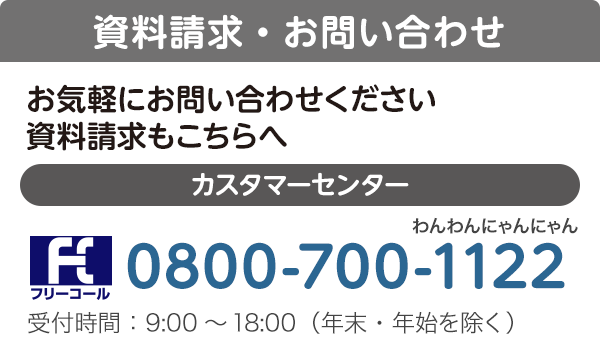 資料請求・お問い合わせ
お気軽にお問い合わせください
資料請求もこちらへ
カスタマーセンター
わんわんにゃんにゃん
0800-700-1122
フリーコール
受付時間：9:00 ～ 18:00（年末・年始を除く）